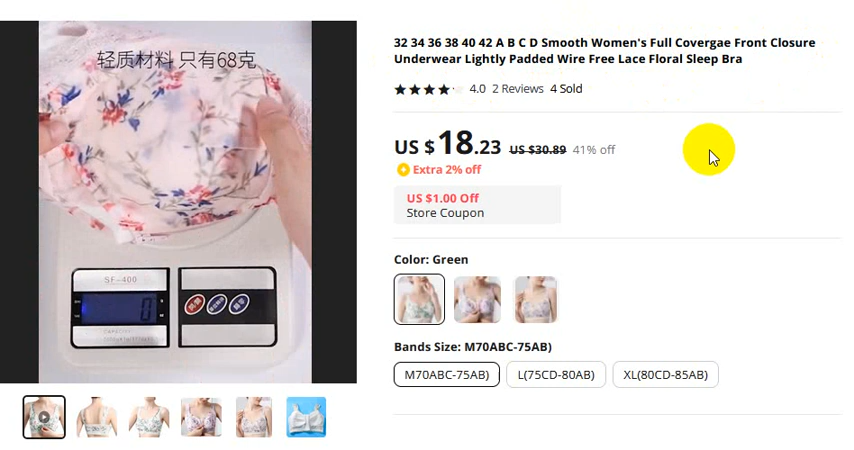 轻质材料 只有68克
SF-400
0
32 34 36 38 40 42 A B C D Smooth Women's Full Covergae Front Closure
Underwear Lightly Padded Wire Free Lace Floral Sleep Bra
4.0 2 Reviews 4 Sold
US $18.23 US $30.89 41% off
Extra 2% off
US $1.00 Off
Store Coupon
Color: Green
Bands Size: M70ABC-75AB)
M70ABC-75AB) L(75CD-80AB) XL(80CD-85AB)